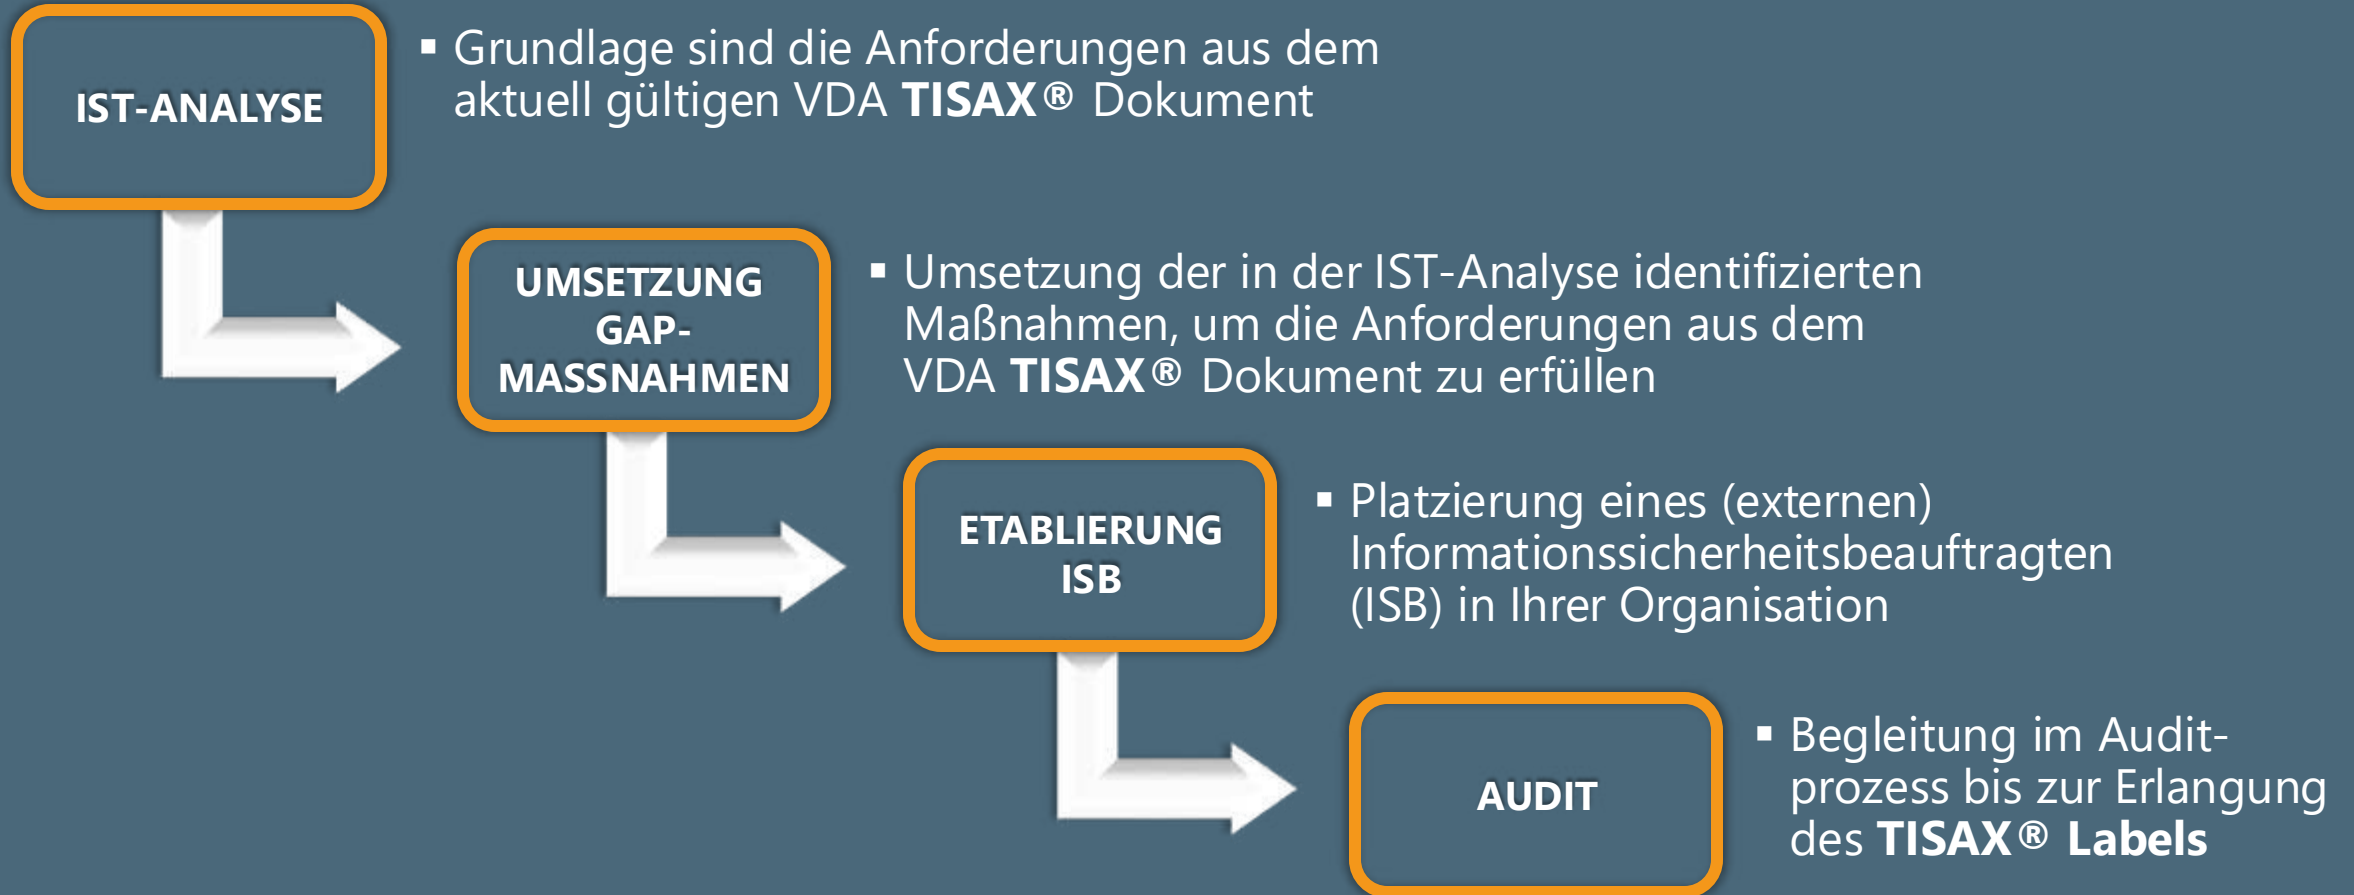 IST-ANALYSE
▪ Grundlage sind die Anforderungen aus dem
aktuell gültigen VDA TISAX® Dokument
UMSETZUNG
GAP-
MASSNAHMEN
▪ Umsetzung der in der IST-Analyse identifizierten
Maßnahmen, um die Anforderungen aus dem
VDA TISAX® Dokument zu erfüllen
ETABLIERUNG
ISB
▪ Platzierung eines (externen)
Informationssicherheitsbeauftragten
(ISB) in Ihrer Organisation
AUDIT
▪ Begleitung im Audit-
prozess bis zur Erlangung
des TISAX® Labels